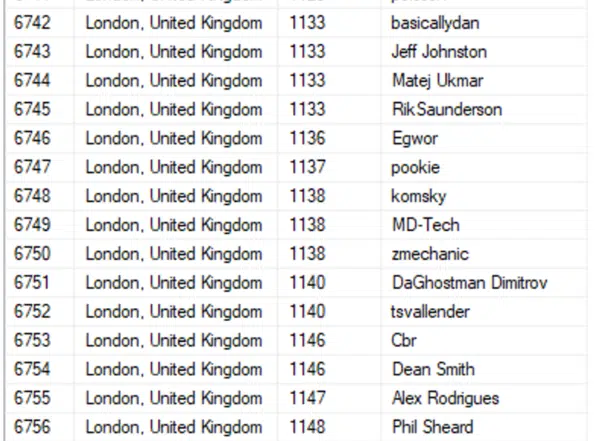 6742 London, United Kingdom 1133 basicallydan
6743 London, United Kingdom 1133 Jeff Johnston
6744 London, United Kingdom 1133 Matej Ukmar
6745 London, United Kingdom 1133 RikSaunderson
6746 London, United Kingdom 1136 Egwor
6747 London, United Kingdom 1137 pookie
6748 London, United Kingdom 1138 komsky
6749 London, United Kingdom 1138 MD-Tech
6750 London, United Kingdom 1138 zmechanic
6751 London, United Kingdom 1140 DaGhostman Dimitrov
6752 London, United Kingdom 1140 tsvallender
6753 London, United Kingdom 1146 Cbr
6754 London, United Kingdom 1146 Dean Smith
6755 London, United Kingdom 1147 Alex Rodrigues
6756 London, United Kingdom 1148 Phil Sheard